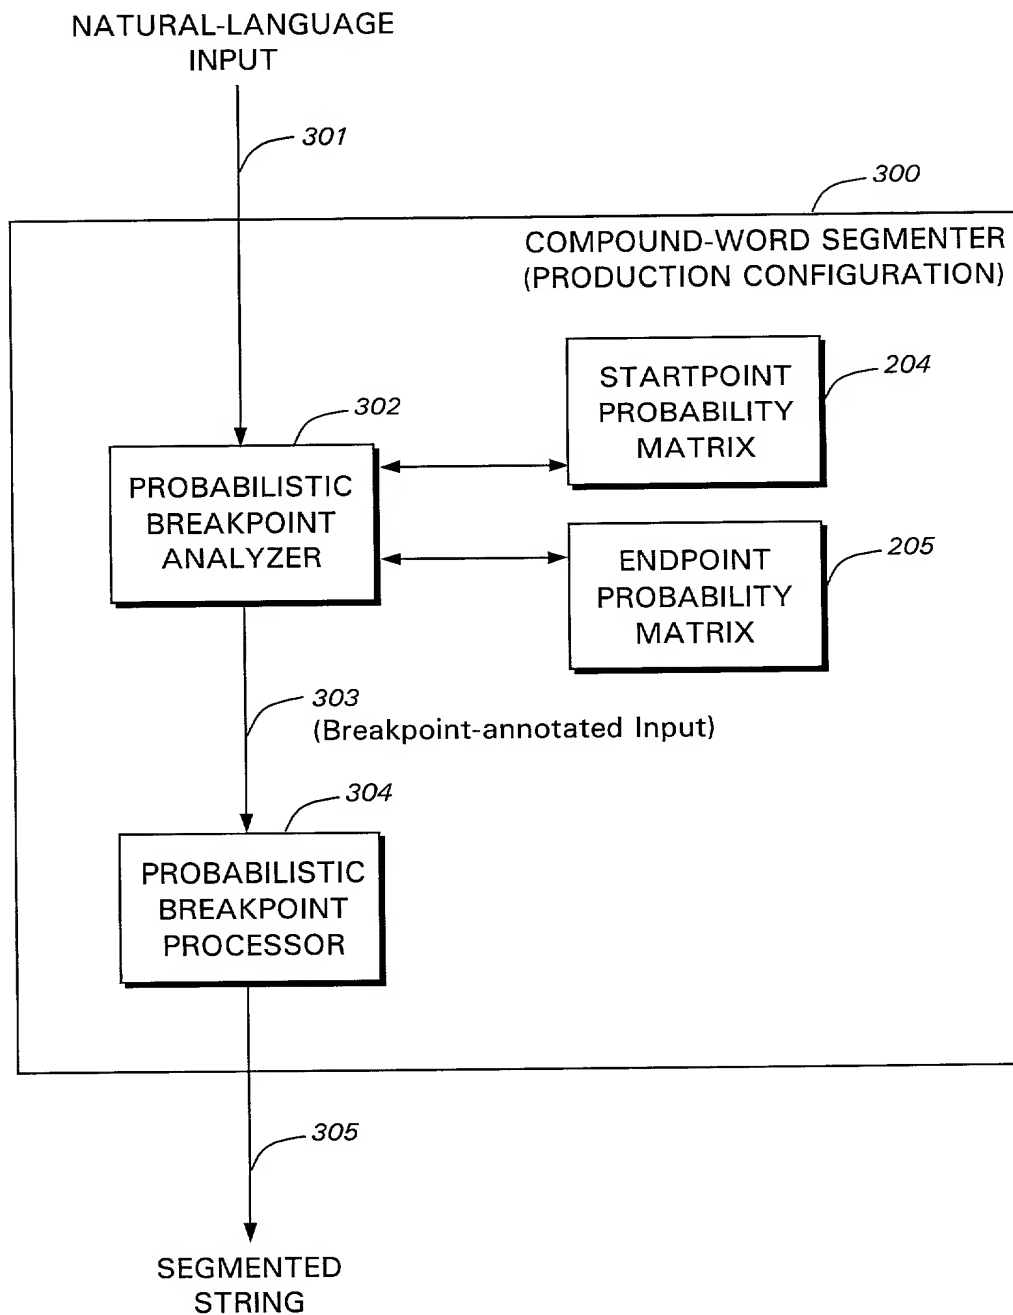 NATURAL-LANGUAGE
INPUT
301
300
COMPOUND-WORD SEGMENTER
(PRODUCTION CONFIGURATION)
STARTPOINT
PROBABILITY
MATRIX
204
302
PROBABILISTIC
BREAKPOINT
ANALYZER
ENDPOINT
PROBABILITY
MATRIX
205
303
(Breakpoint-annotated Input)
304
PROBABILISTIC
BREAKPOINT
PROCESSOR
305
SEGMENTED
STRING